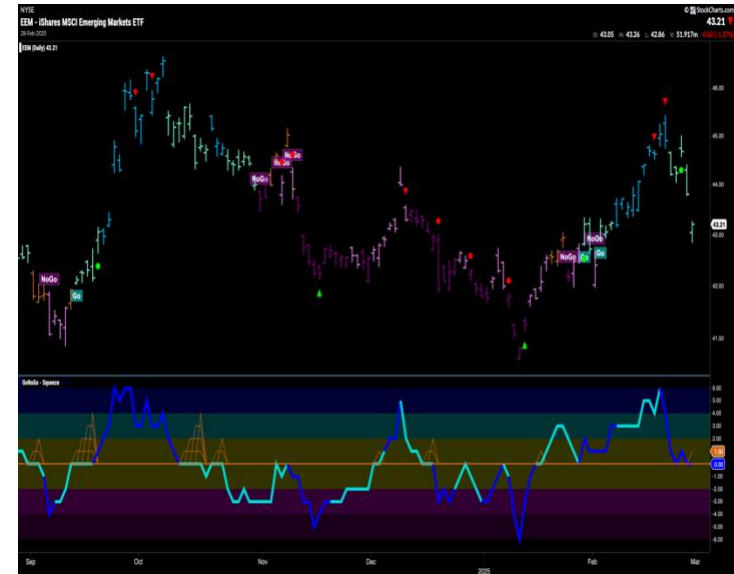 NYSE
© StockCharts.com
EEM - iShares MSCI Emerging Markets ETF
43.21
28-Feb-2025
O: 43.05 H: 43.26 L: 42.86 V: 51.917m -0.60 (-1.37%)
EEM (Daily) 43.21
46.00
45.00
NoGo
NoGo
NoGo
44.00
43.21
43.00
NoGo
NoGo
Go
Go
NoGo
Go
42.00
41.00
GoNoGo - Squeeze
6.00
5.00
4.00
3.00
2.00
1.00
0.00
-1.00
-2.00
-3.00
-4.00
-5.00
-6.00
Sep
Oct
Nov
Dec
2025
Feb
Mar